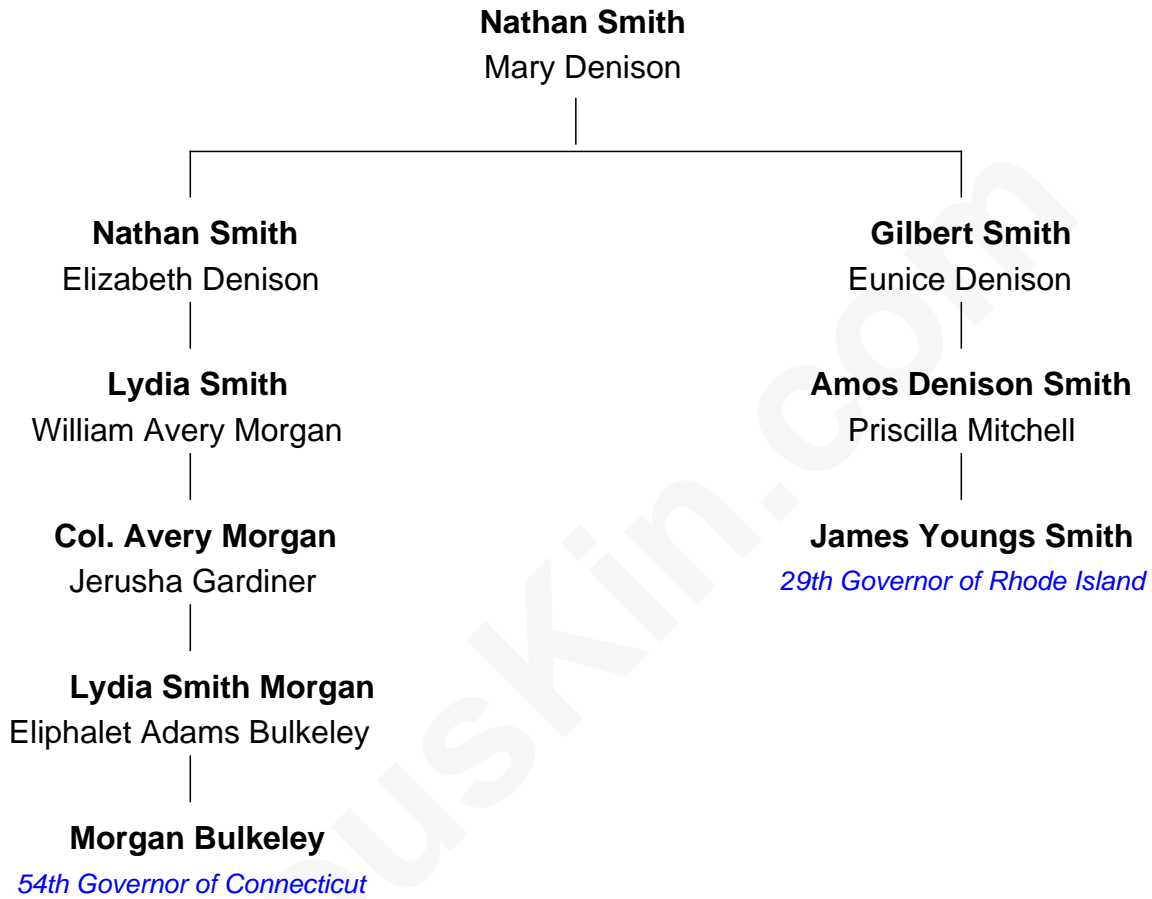 Nathan Smith
Mary Denison
Nathan Smith
Elizabeth Denison
Lydia Smith
William Avery Morgan
Col. Avery Morgan
Jerusha Gardiner
Lydia Smith Morgan
Eliphalet Adams Bulkeley
Morgan Bulkeley
54th Governor of Connecticut
Gilbert Smith
Eunice Denison
Amos Denison Smith
Priscilla Mitchell
James Youngs Smith
29th Governor of Rhode Island
ousKin.com